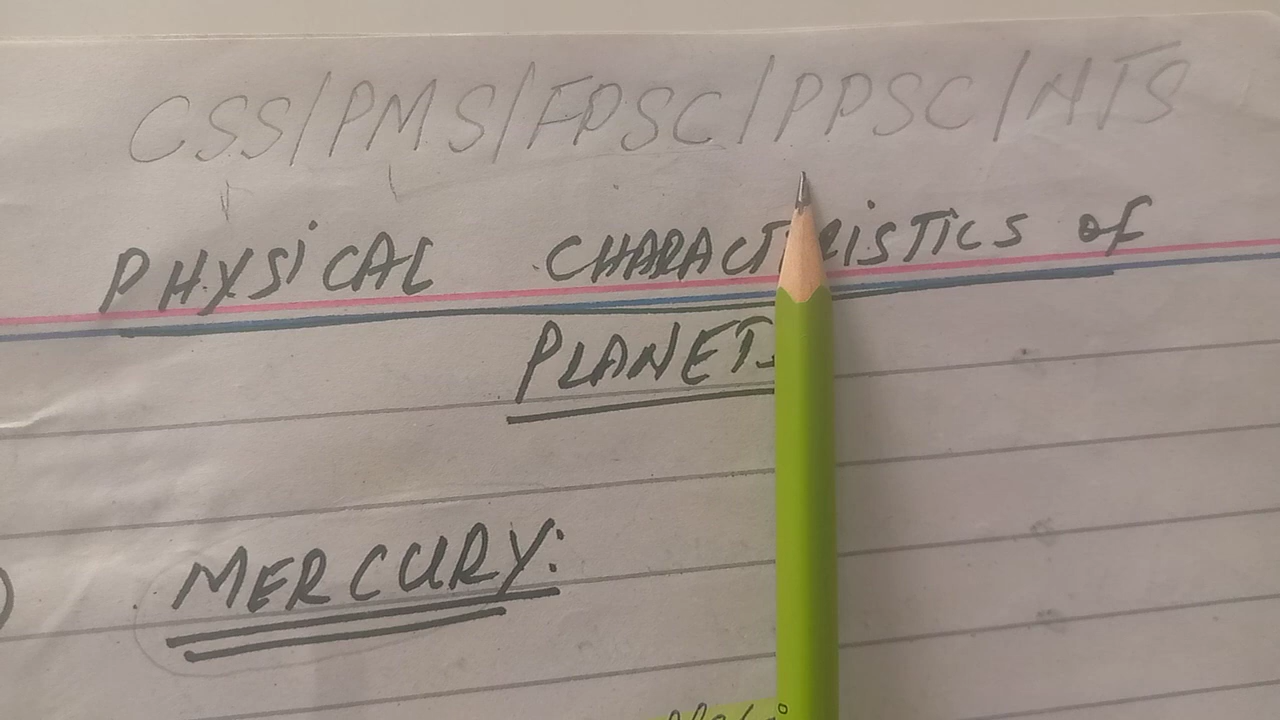 CSS/PMS/FPSC/PPSC/NTS
PHYSiCAL CHARACTERiSTiCS of
PLANETS
MERCURY: